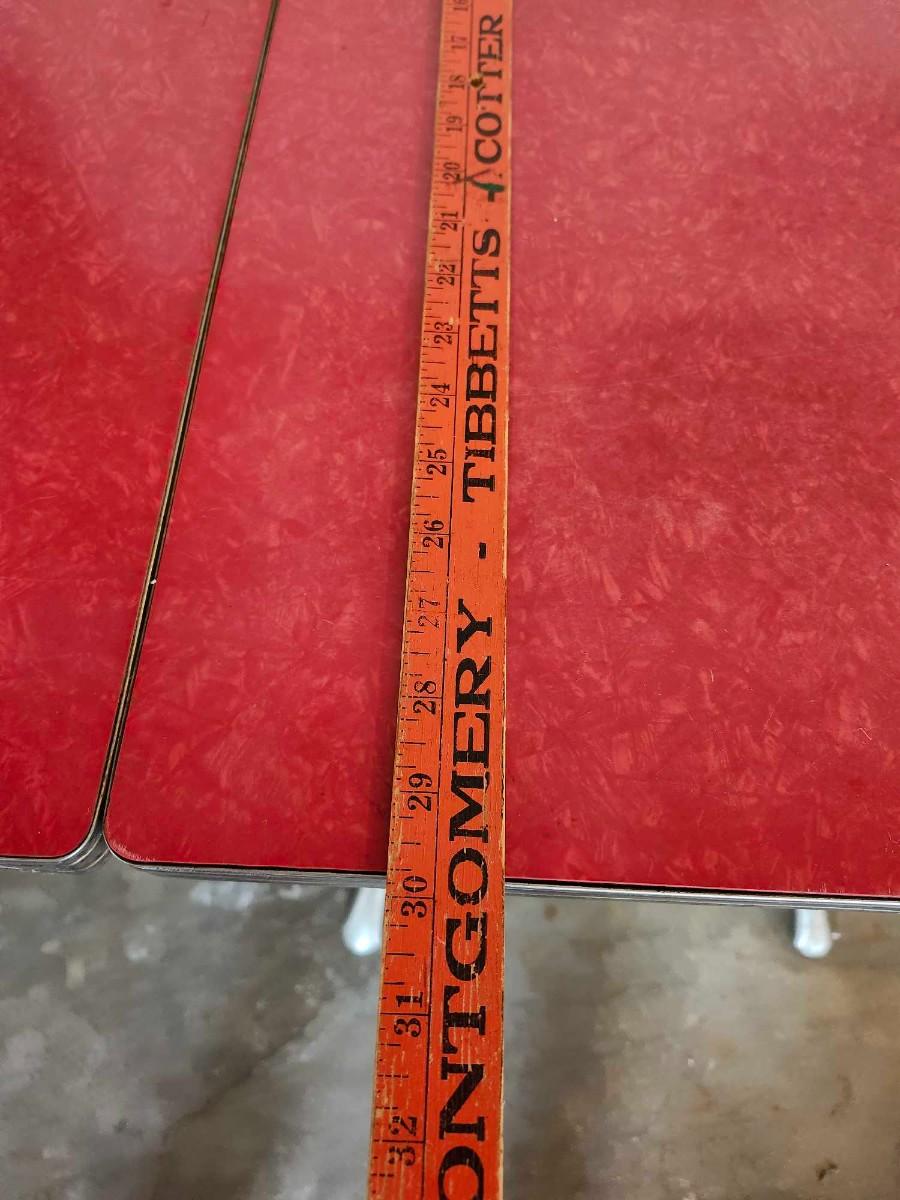 16 17 18 19 20 21 22 23 24 25 26 27 28 29 30 31 32
ONTGOMERY - TIBBETTS - COTTER